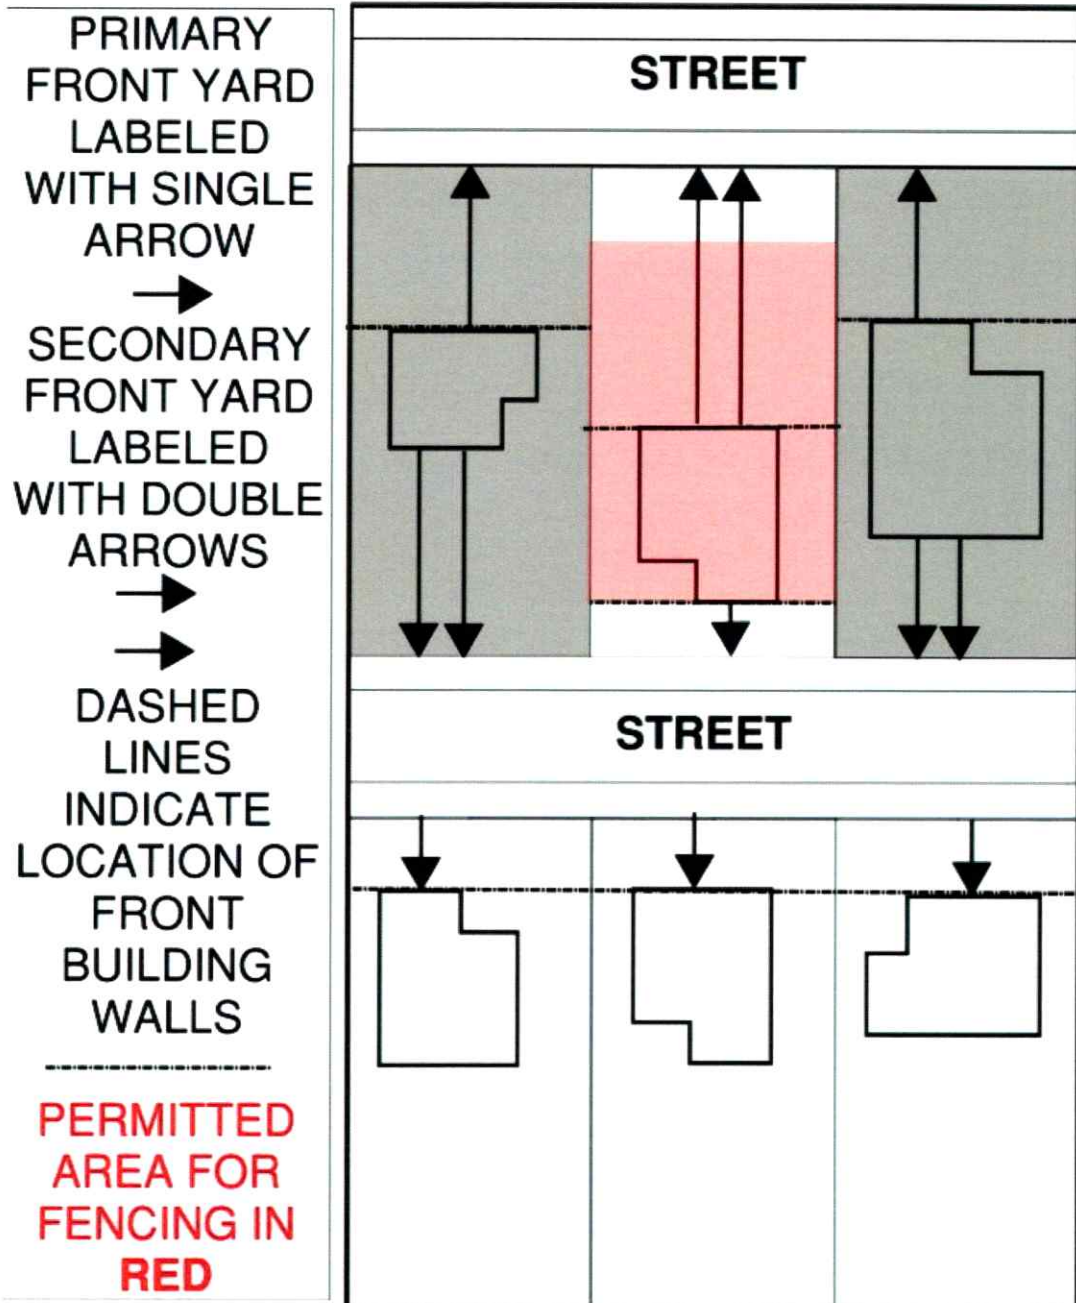 PRIMARY
FRONT YARD
LABELED
WITH SINGLE
ARROW
SECONDARY
FRONT YARD
LABELED
WITH DOUBLE
ARROWS
DASHED
LINES
INDICATE
LOCATION OF
FRONT
BUILDING
WALLS
PERMITTED
AREA FOR
FENCING IN
RED
STREET
STREET